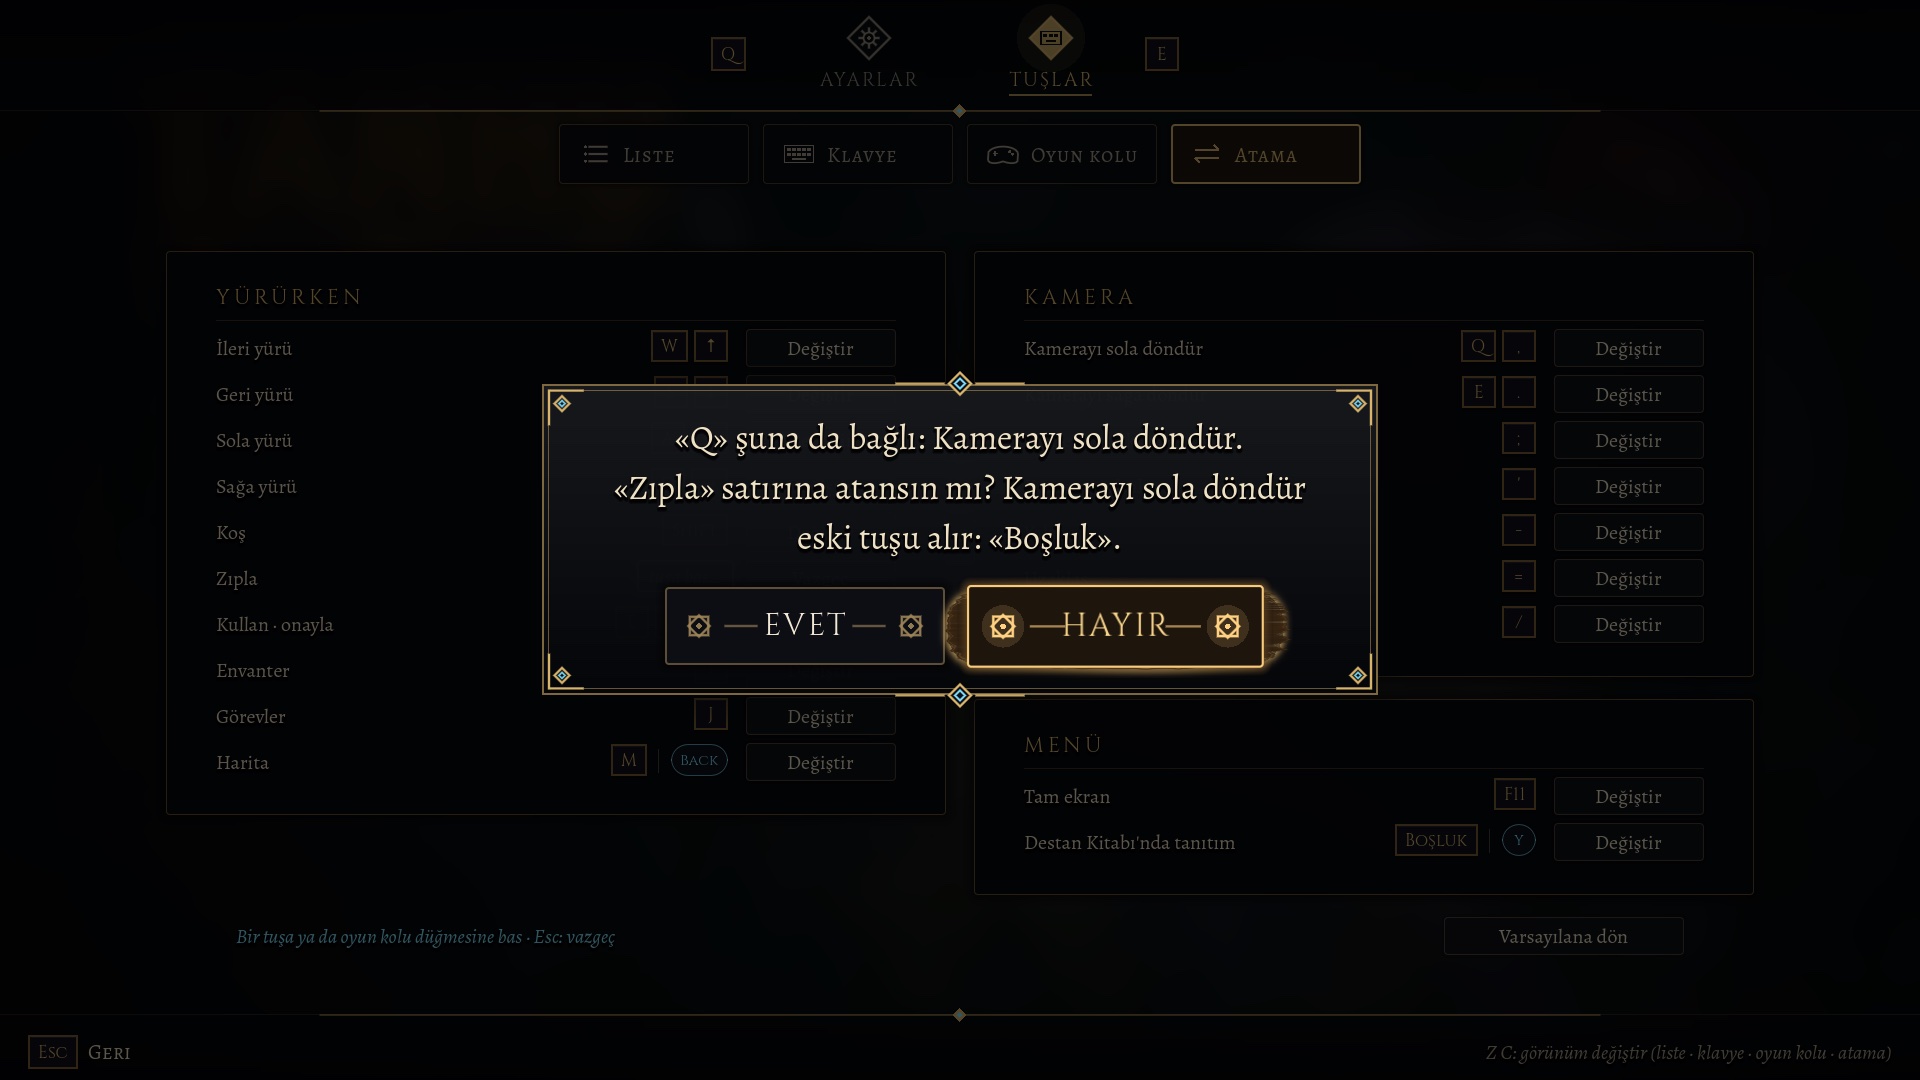 Q
AYARLAR
TUŞLAR
E
Liste
Klavye
Oyun kolu
Atama
YÜRÜRKEN
İleri yürü
W
↑
Değiştir
Geri yürü
Sola yürü
Sağa yürü
Koş
Zıpla
Kullan · onayla
Envanter
Görevler
J
Değiştir
Harita
M
Back
Değiştir
KAMERA
Kamerayı sola döndür
Q
,
Değiştir
E
.
Değiştir
;
Değiştir
'
Değiştir
-
Değiştir
=
Değiştir
/
Değiştir
«Q» şuna da bağlı: Kamerayı sola döndür.
«Zıpla» satırına atansın mı? Kamerayı sola döndür
eski tuşu alır: «Boşluk».
EVET
HAYIR
MENÜ
Tam ekran
F11
Değiştir
Destan Kitabı'nda tanıtım
Boşluk
Y
Değiştir
Bir tuşa ya da oyun kolu düğmesine bas · Esc: vazgeç
Varsayılana dön
Esc
Geri
Z C: görünüm değiştir (liste · klavye · oyun kolu · atama)